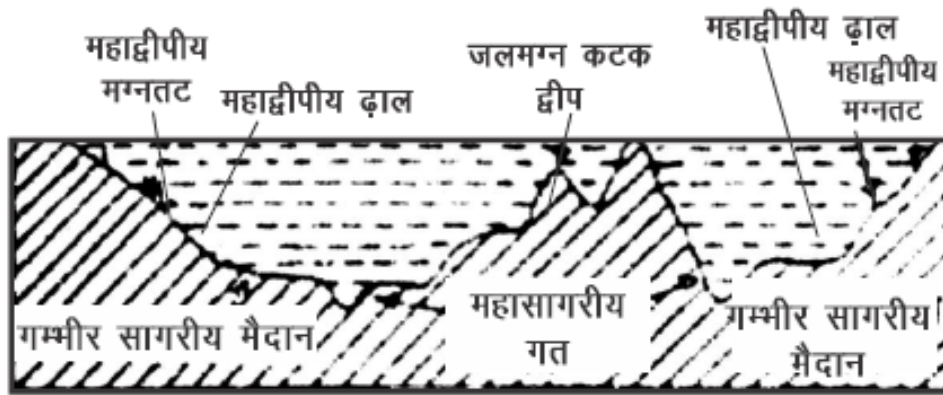 महाद्वीपीय
मग्नतट
महाद्वीपीय ढ़ाल
जलमग्न कटक
द्वीप
महाद्वीपीय ढ़ाल
महाद्वीपीय
मग्नतट
गम्भीर सागरीय मैदान
महासागरीय
गत
गम्भीर सागरीय
मैदान